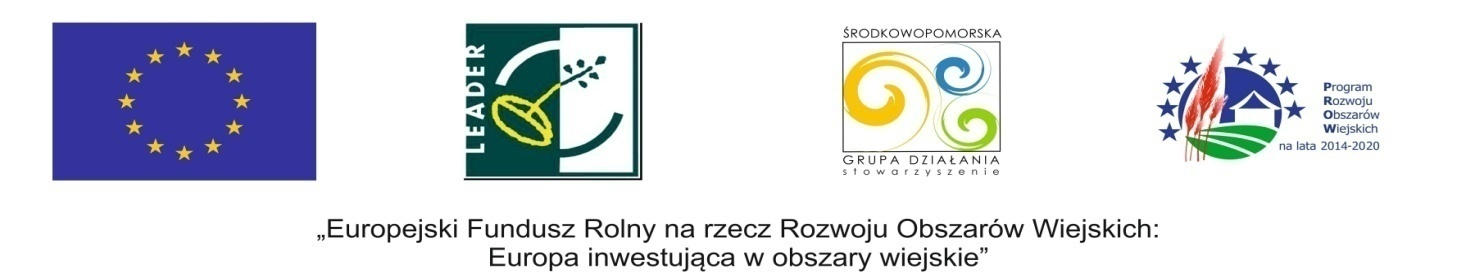 LEADER
ŚRODKOWOPOMORSKA
GRUPA DZIAŁANIA
stowarzyszenie
Program
Rozwoju
Obszarów
Wiejskich
na lata 2014-2020
„Europejski Fundusz Rolny na rzecz Rozwoju Obszarów Wiejskich:
Europa inwestująca w obszary wiejskie”